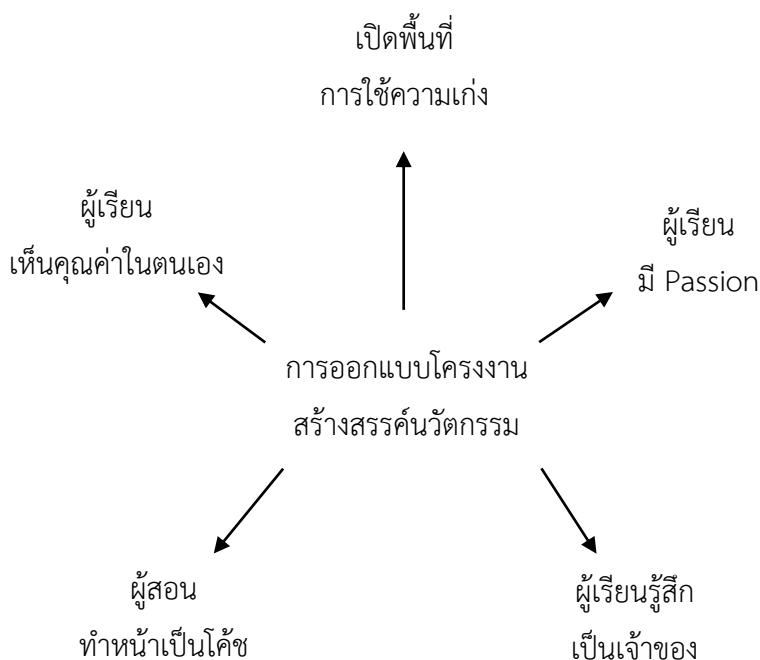 เปิดพื้นที่
การใช้ความเก่ง
ผู้เรียน
เห็นคุณค่าในตนเอง
ผู้เรียน
มี Passion
การออกแบบโครงงาน
สร้างสรรค์นวัตกรรม
ผู้สอน
ทำหน้าเป็นโค้ช
ผู้เรียนรู้สึก
เป็นเจ้าของ